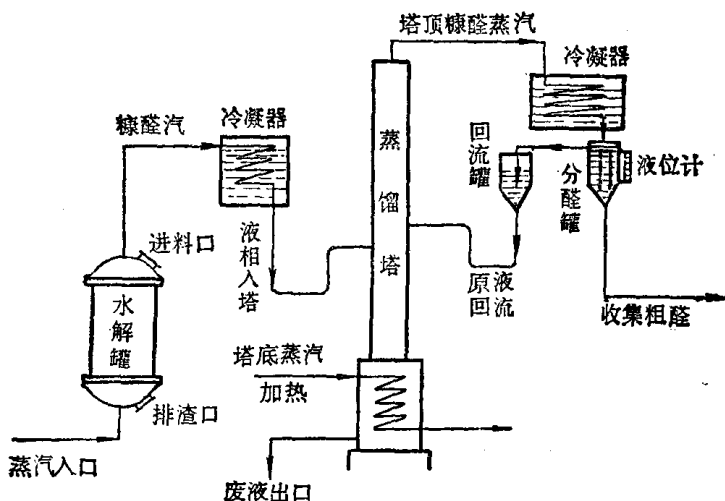 塔顶糠醛蒸汽
冷凝器
糠醛汽
冷凝器
蒸馏塔
回流罐
分醛罐
液位计
进料口
液相入塔
原液
回流
收集粗醛
水解罐
塔底蒸汽
加热
排渣口
蒸汽入口
废液出口